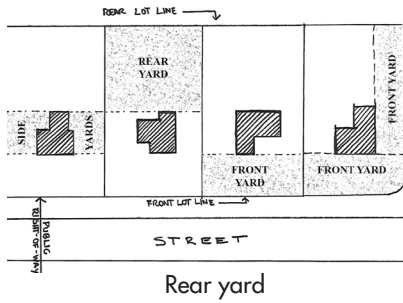 REAR LOT LINE
REAR
YARD
FRONT YARD
SIDE
YARDS
FRONT
YARD
FRONT YARD
FRONT LOT LINE
PUBLIC
RIGHT-OF-WAY
STREET
Rear yard